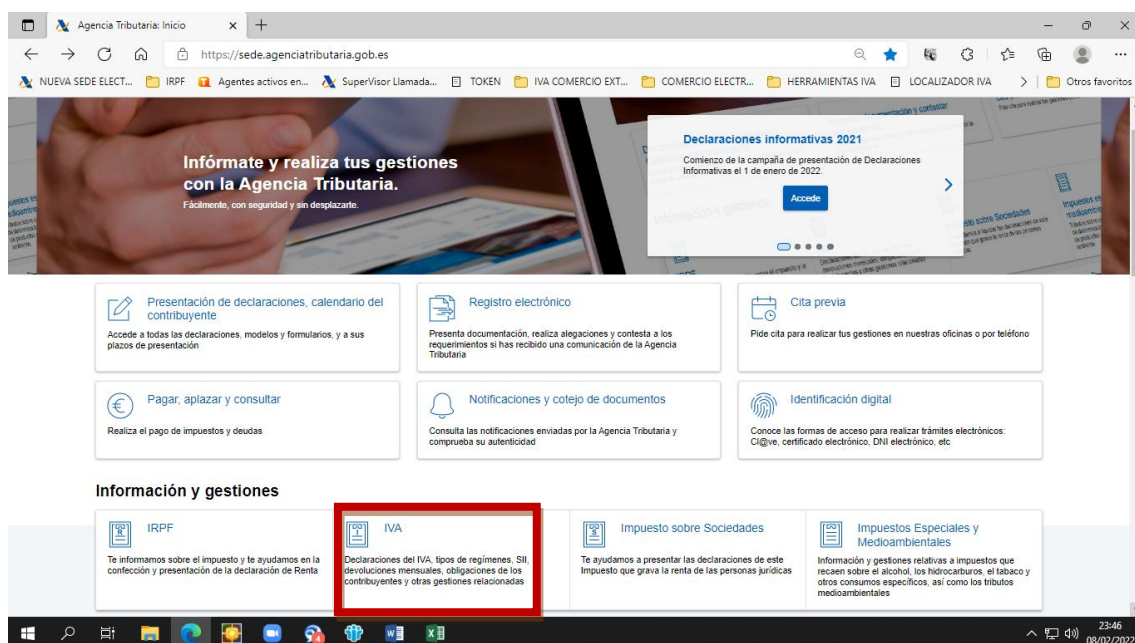 Agencia Tributaria: Inicio
https://sede.agenciatributaria.gob.es
NUEVA SEDE ELECT... IRPF Agentes activos en... SuperVisor Llamada... TOKEN IVA COMERCIO EXT... COMERCIO ELECTR... HERRAMIENTAS IVA LOCALIZADOR IVA Otros favoritos
Infórmate y realiza tus gestiones
con la Agencia Tributaria.
Fácilmente, con seguridad y sin desplazarte.
Declaraciones informativas 2021
Comienzo de la campaña de presentación de Declaraciones
Informativas el 1 de enero de 2022.
Accede
Presentación de declaraciones, calendario del
contribuyente
Accede a todas las declaraciones, modelos y formularios, y a sus
plazos de presentación
Registro electrónico
Presenta documentación, realiza alegaciones y contesta a los
requerimientos si has recibido una comunicación de la Agencia
Tributaria
Cita previa
Pide cita para realizar tus gestiones en nuestras oficinas o por teléfono
Pagar, aplazar y consultar
Realiza el pago de impuestos y deudas
Notificaciones y cotejo de documentos
Consulta las notificaciones enviadas por la Agencia Tributaria y
comprueba su autenticidad
Identificación digital
Conoce las formas de acceso para realizar trámites electrónicos:
Cl@ve, certificado electrónico, DNI electrónico, etc
Información y gestiones
IRPF
Te informamos sobre el impuesto y te ayudamos en la
confección y presentación de la declaración de Renta
IVA
Declaraciones del IVA, tipos de regímenes, SII,
devoluciones mensuales, obligaciones de los
contribuyentes y otras gestiones relacionadas
Impuesto sobre Sociedades
Te ayudamos a presentar las declaraciones de este
Impuesto que grava la renta de las personas jurídicas
Impuestos Especiales y
Medioambientales
Información y gestiones relativas a impuestos que
recaen sobre el alcohol, los hidrocarburos, el tabaco y
otros consumos específicos, así como los tributos
medioambientales
23:46
08/02/2022